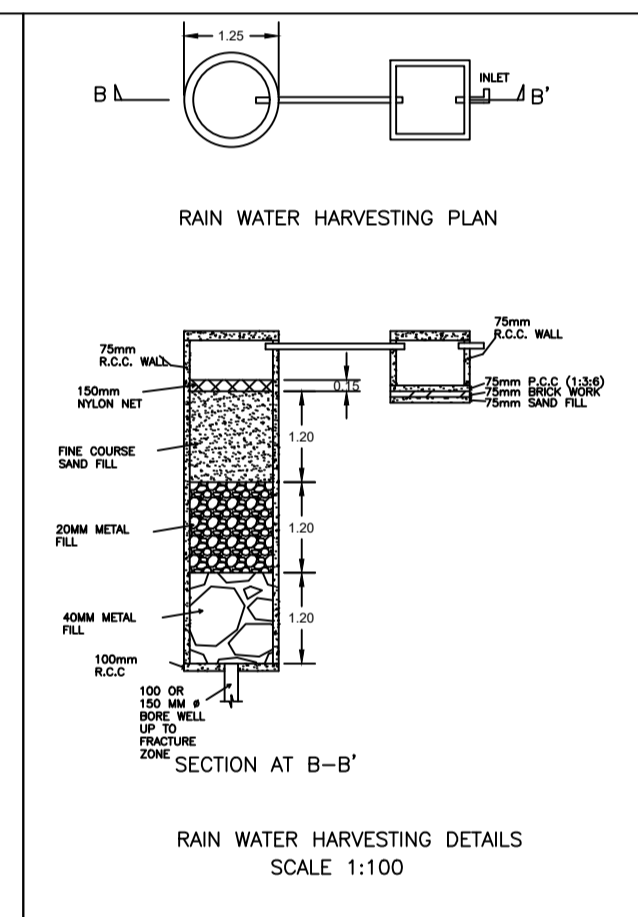 1.25
B
INLET
B'
RAIN WATER HARVESTING PLAN
75mm
R.C.C. WALL
75mm
R.C.C. WALL
150mm
NYLON NET
0.15
75mm P.C.C (1:3:6)
75mm BRICK WORK
75mm SAND FILL
FINE COURSE
SAND FILL
1.20
20MM METAL
FILL
1.20
40MM METAL
FILL
1.20
100mm
R.C.C
100 OR
150 MM ø
BORE WELL
UP TO
FRACTURE
ZONE
SECTION AT B-B'
RAIN WATER HARVESTING DETAILS
SCALE 1:100